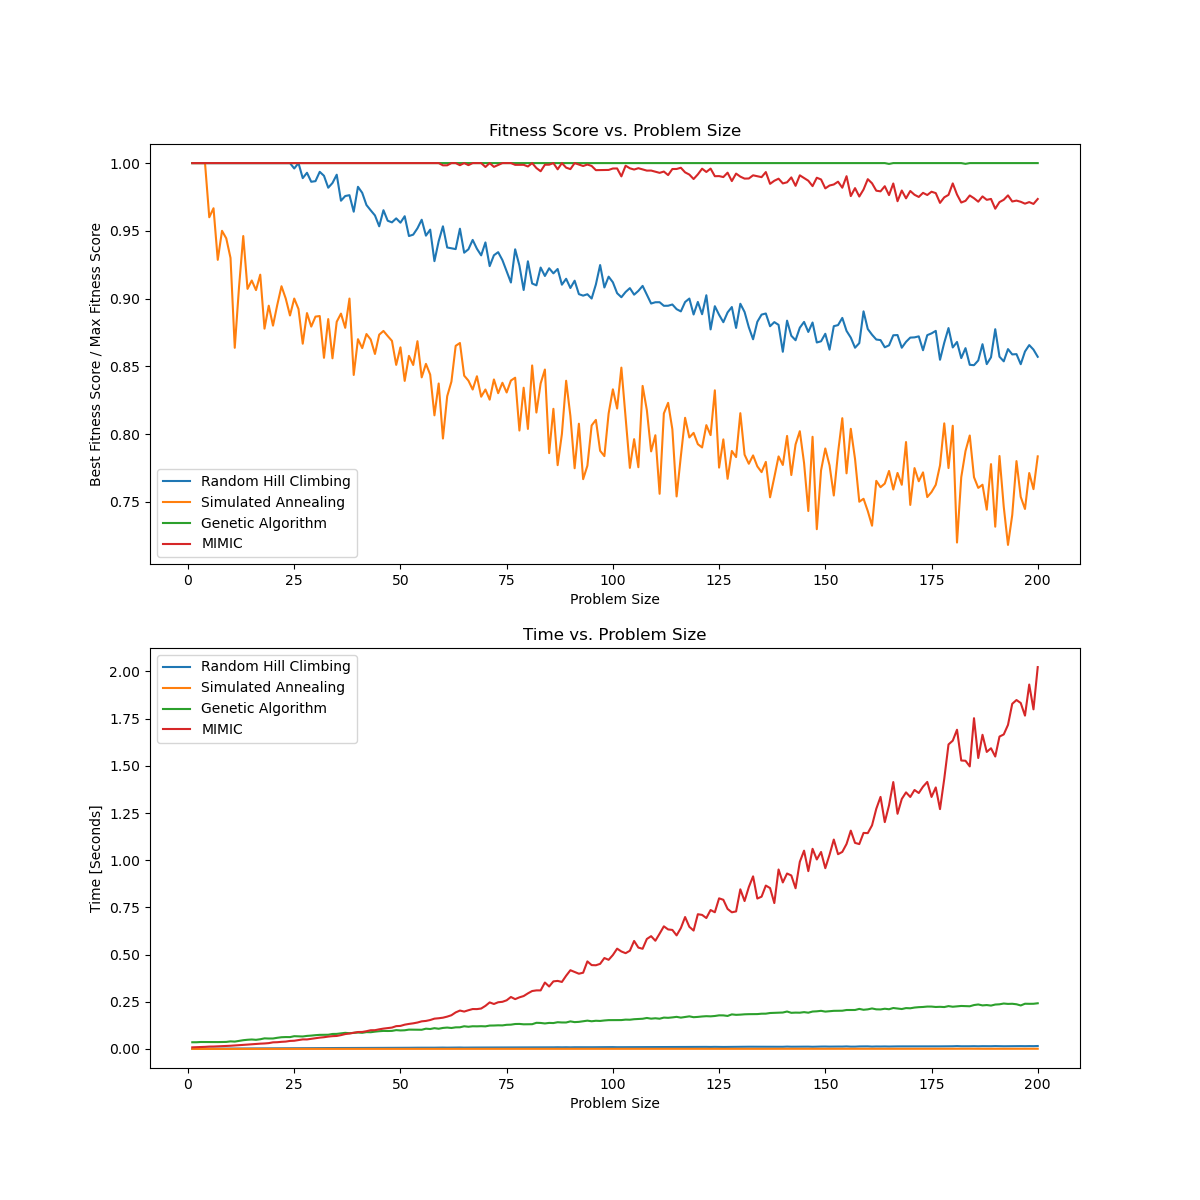 Fitness Score vs. Problem Size
Best Fitness Score / Max Fitness Score
1.00
0.95
0.90
0.85
0.80
0.75
Random Hill Climbing
Simulated Annealing
Genetic Algorithm
MIMIC
0 25 50 75 100 125 150 175 200
Problem Size
Time vs. Problem Size
Time [Seconds]
2.00
1.75
1.50
1.25
1.00
0.75
0.50
0.25
0.00
Random Hill Climbing
Simulated Annealing
Genetic Algorithm
MIMIC
0 25 50 75 100 125 150 175 200
Problem Size